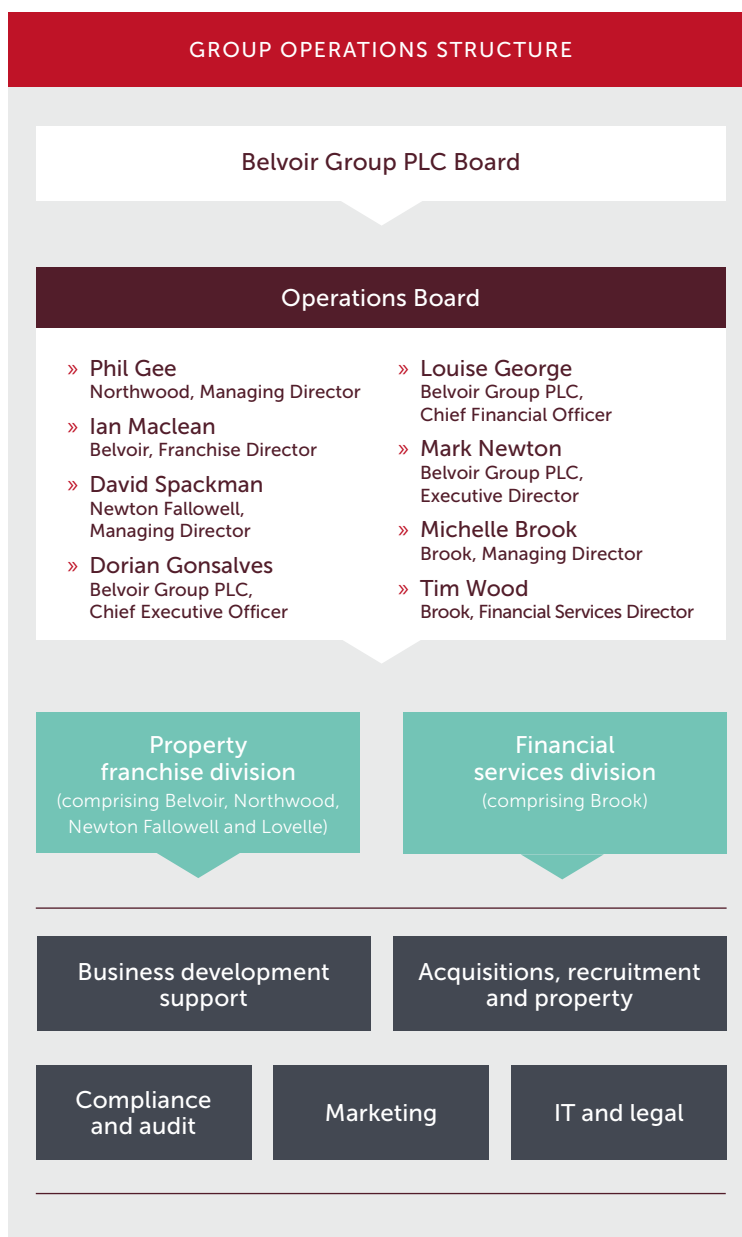 GROUP OPERATIONS STRUCTURE
Belvoir Group PLC Board
Operations Board
» Phil Gee
Northwood, Managing Director
» Ian Maclean
Belvoir, Franchise Director
» David Spackman
Newton Fallowell,
Managing Director
» Dorian Gonsalves
Belvoir Group PLC,
Chief Executive Officer
» Louise George
Belvoir Group PLC,
Chief Financial Officer
» Mark Newton
Belvoir Group PLC,
Executive Director
» Michelle Brook
Brook, Managing Director
» Tim Wood
Brook, Financial Services Director
Property
franchise division
(comprising Belvoir, Northwood,
Newton Fallowell and Lovelle)
Financial
services division
(comprising Brook)
Business development
support
Acquisitions, recruitment
and property
Compliance
and audit
Marketing
IT and legal